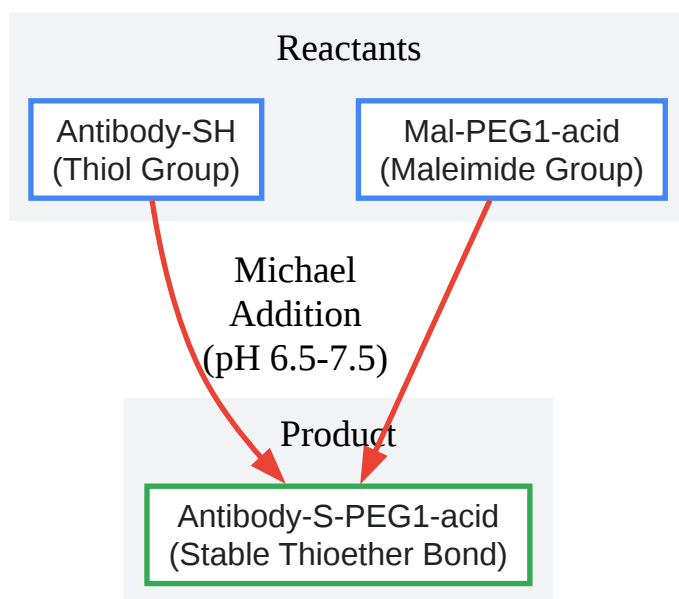 Reactants
Antibody-SH
(Thiol Group)
Mal-PEG1-acid
(Maleimide Group)
Michael
Addition
(pH 6.5-7.5)
Product
Antibody-S-PEG1-acid
(Stable Thioether Bond)